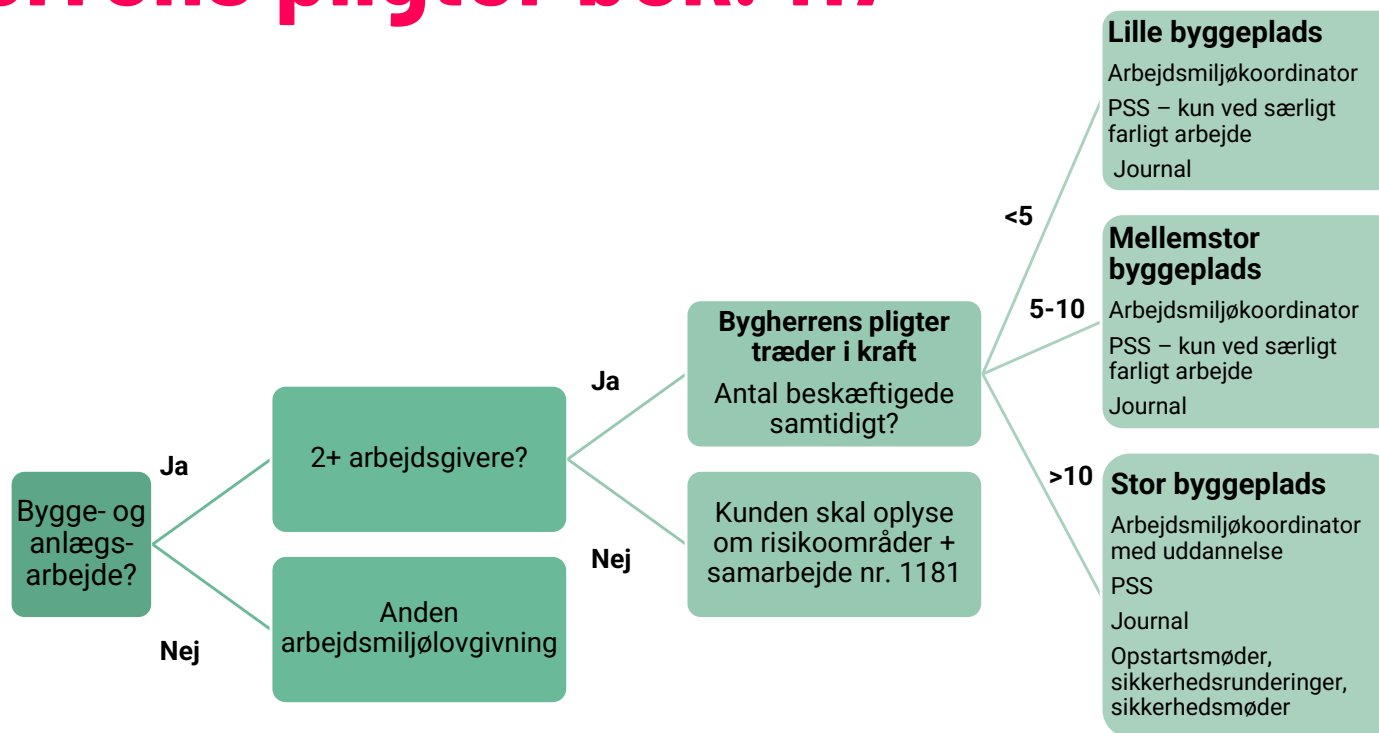 pligter
Bygge- og
anlægs-
arbejde?
Ja
Nej
2+ arbejdsgivere?
Anden
arbejdsmiljølovgivning
Ja
Nej
Bygherrens pligter
træder i kraft
Antal beskæftigede
samtidigt?
Kunden skal oplyse
om risikoområder +
samarbejde nr. 1181
<5
5-10
>10
Lille byggeplads
Arbejdsmiljøkoordinator
PSS – kun ved særligt
farligt arbejde
Journal
Mellemstor
byggeplads
Arbejdsmiljøkoordinator
PSS – kun ved særligt
farligt arbejde
Journal
Stor byggeplads
Arbejdsmiljøkoordinator
med uddannelse
PSS
Journal
Opstartsmøder,
sikkerhedsrunderinger,
sikkerhedsmøder